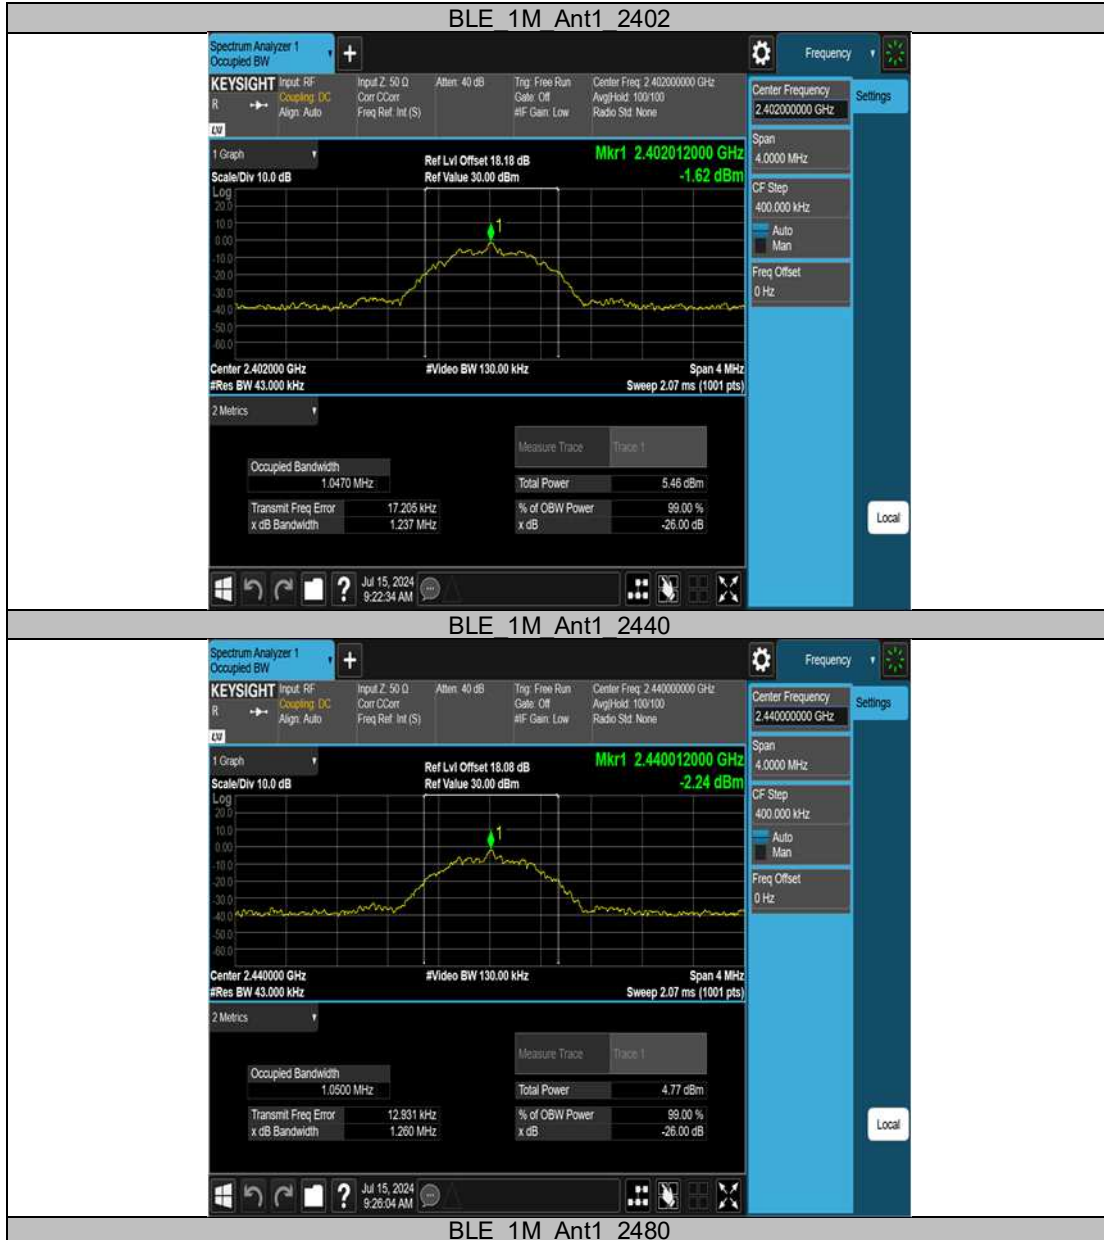 BLE_1M_Ant1_2402
Spectrum Analyzer 1
Occupied BW
Frequency
KEYSIGHT Input: RF Input Z: 50 Ω Atten: 40 dB Trig: Free Run Center Freq: 2.402000000 GHz
R Coupling: DC Corr CCorr Gate: Off Avg|Hold: 100/100
Align: Auto Freq Ref: Int (S) #IF Gain: Low Radio Std: None
LXI
Center Frequency
2.402000000 GHz
Settings
Span
4.0000 MHz
CF Step
400.000 kHz
Auto
Man
Freq Offset
0 Hz
Local
1 Graph
Scale/Div 10.0 dB
Ref Lvl Offset 18.18 dB
Ref Value 30.00 dBm
Mkr1 2.402012000 GHz
-1.62 dBm
Log
20.0
10.0
0.00
-10.0
-20.0
-30.0
-40.0
-50.0
-60.0
1
Center 2.402000 GHz #Video BW 130.00 kHz Span 4 MHz
#Res BW 43.000 kHz Sweep 2.07 ms (1001 pts)
2 Metrics
Measure Trace Trace 1
Occupied Bandwidth
1.0470 MHz
Total Power 5.46 dBm
Transmit Freq Error 17.205 kHz % of OBW Power 99.00 %
x dB Bandwidth 1.237 MHz x dB -26.00 dB
?
Jul 15, 2024
9:22:34 AM
BLE_1M_Ant1_2440
Spectrum Analyzer 1
Occupied BW
Frequency
KEYSIGHT Input: RF Input Z: 50 Ω Atten: 40 dB Trig: Free Run Center Freq: 2.440000000 GHz
R Coupling: DC Corr CCorr Gate: Off Avg|Hold: 100/100
Align: Auto Freq Ref: Int (S) #IF Gain: Low Radio Std: None
LXI
Center Frequency
2.440000000 GHz
Settings
Span
4.0000 MHz
CF Step
400.000 kHz
Auto
Man
Freq Offset
0 Hz
Local
1 Graph
Scale/Div 10.0 dB
Ref Lvl Offset 18.08 dB
Ref Value 30.00 dBm
Mkr1 2.440012000 GHz
-2.24 dBm
Log
20.0
10.0
0.00
-10.0
-20.0
-30.0
-40.0
-50.0
-60.0
1
Center 2.440000 GHz #Video BW 130.00 kHz Span 4 MHz
#Res BW 43.000 kHz Sweep 2.07 ms (1001 pts)
2 Metrics
Measure Trace Trace 1
Occupied Bandwidth
1.0500 MHz
Total Power 4.77 dBm
Transmit Freq Error 12.931 kHz % of OBW Power 99.00 %
x dB Bandwidth 1.260 MHz x dB -26.00 dB
?
Jul 15, 2024
9:26:04 AM
BLE_1M_Ant1_2480